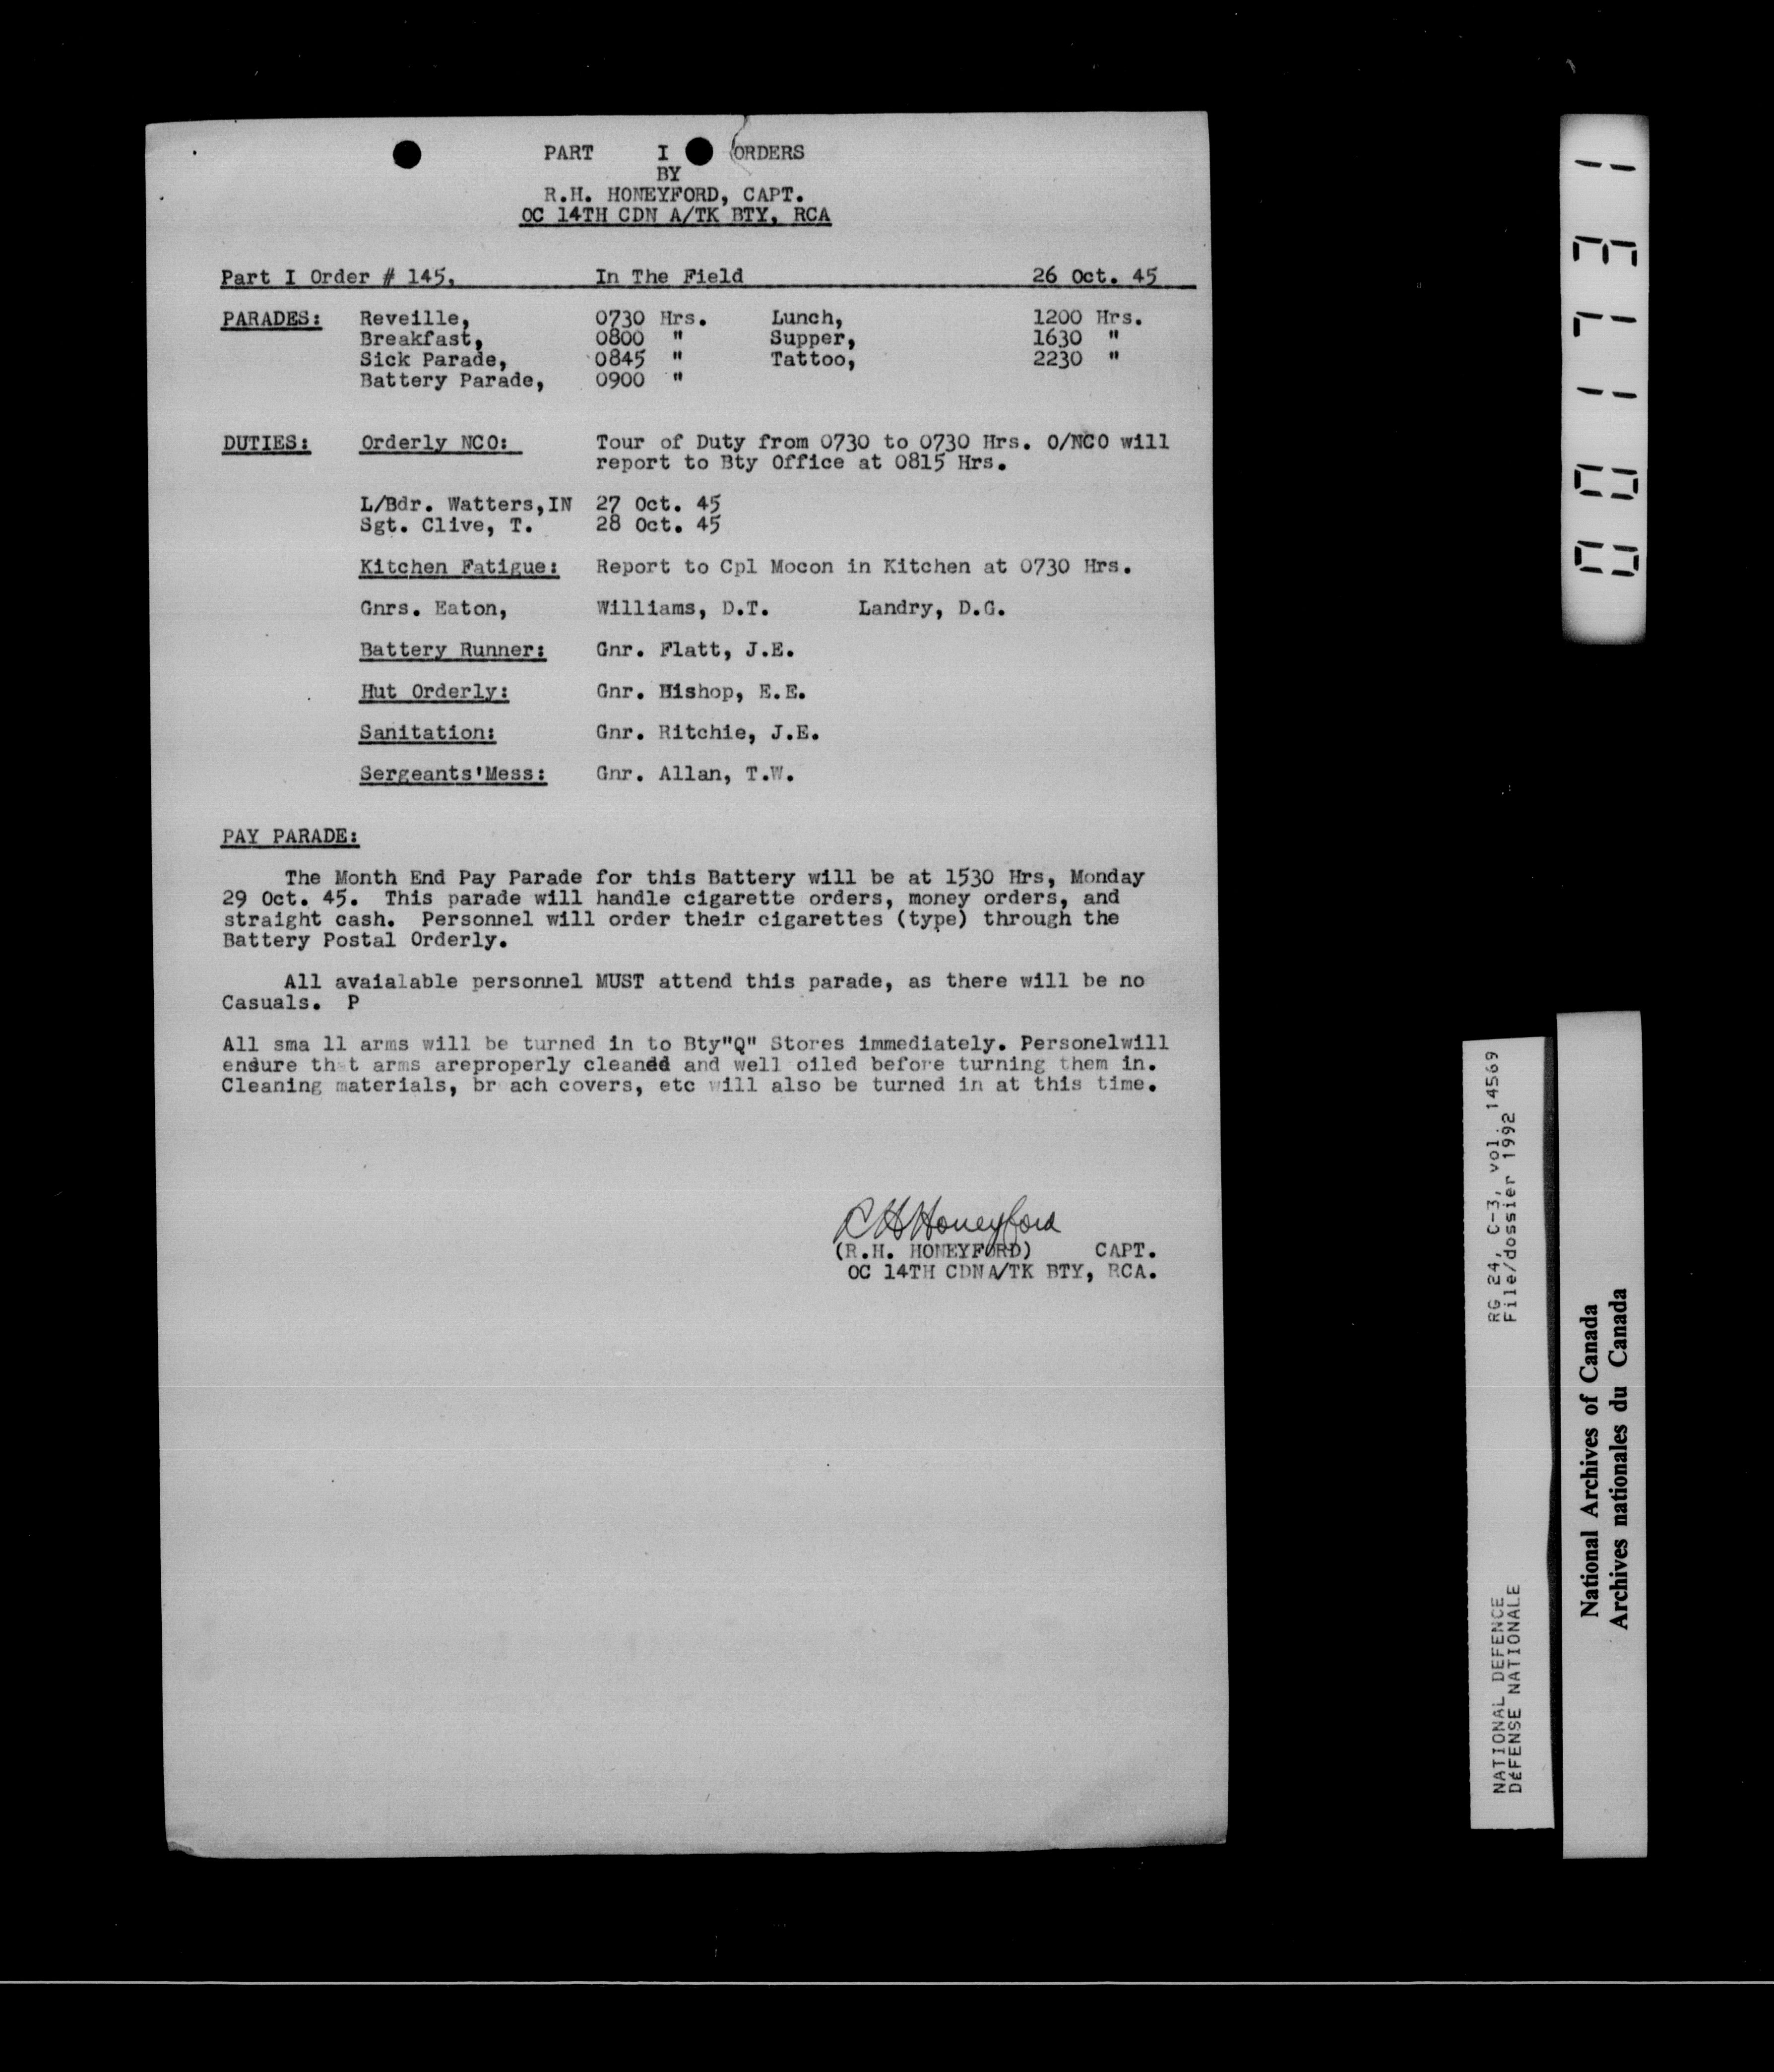 PART I ORDERS
BY
R.H. HONEYFORD, CAPT.
OC 14TH CDN A/TK BTY, RCA
Part I Order # 145, In The Field 26 Oct. 45
PARADES: Reveille, 0730 Hrs. Lunch, 1200 Hrs.
Breakfast, 0800 " Supper, 1630 "
Sick Parade, 0845 " Tattoo, 2230 "
Battery Parade, 0900 "
DUTIES: Orderly NCO: Tour of Duty from 0730 to 0730 Hrs. O/NCO will
report to Bty Office at 0815 Hrs.
L/Bdr. Watters,IN 27 Oct. 45
Sgt. Clive, T. 28 Oct. 45
Kitchen Fatigue: Report to Cpl Mocon in Kitchen at 0730 Hrs.
Gnrs. Eaton, Williams, D.T. Landry, D.G.
Battery Runner: Gnr. Flatt, J.E.
Hut Orderly: Gnr. Hishop, E.E.
Sanitation: Gnr. Ritchie, J.E.
Sergeants'Mess: Gnr. Allan, T.W.
PAY PARADE:
The Month End Pay Parade for this Battery will be at 1530 Hrs, Monday
29 Oct. 45. This parade will handle cigarette orders, money orders, and
straight cash. Personnel will order their cigarettes (type) through the
Battery Postal Orderly.
All avaialable personnel MUST attend this parade, as there will be no
Casuals. P
All sma ll arms will be turned in to Bty"Q" Stores immediately. Personelwill
ensure that arms areproperly cleaned and well oiled before turning them in.
Cleaning materials, br ach covers, etc will also be turned in at this time.
RHHoneyford
(R.H. HONEYFORD) CAPT.
OC 14TH CDNA/TK BTY, RCA.
001731
RG 24, C-3, vol. 14569
File/dossier 1992
NATIONAL DEFENCE
DÉFENSE NATIONALE
National Archives of Canada
Archives nationales du Canada